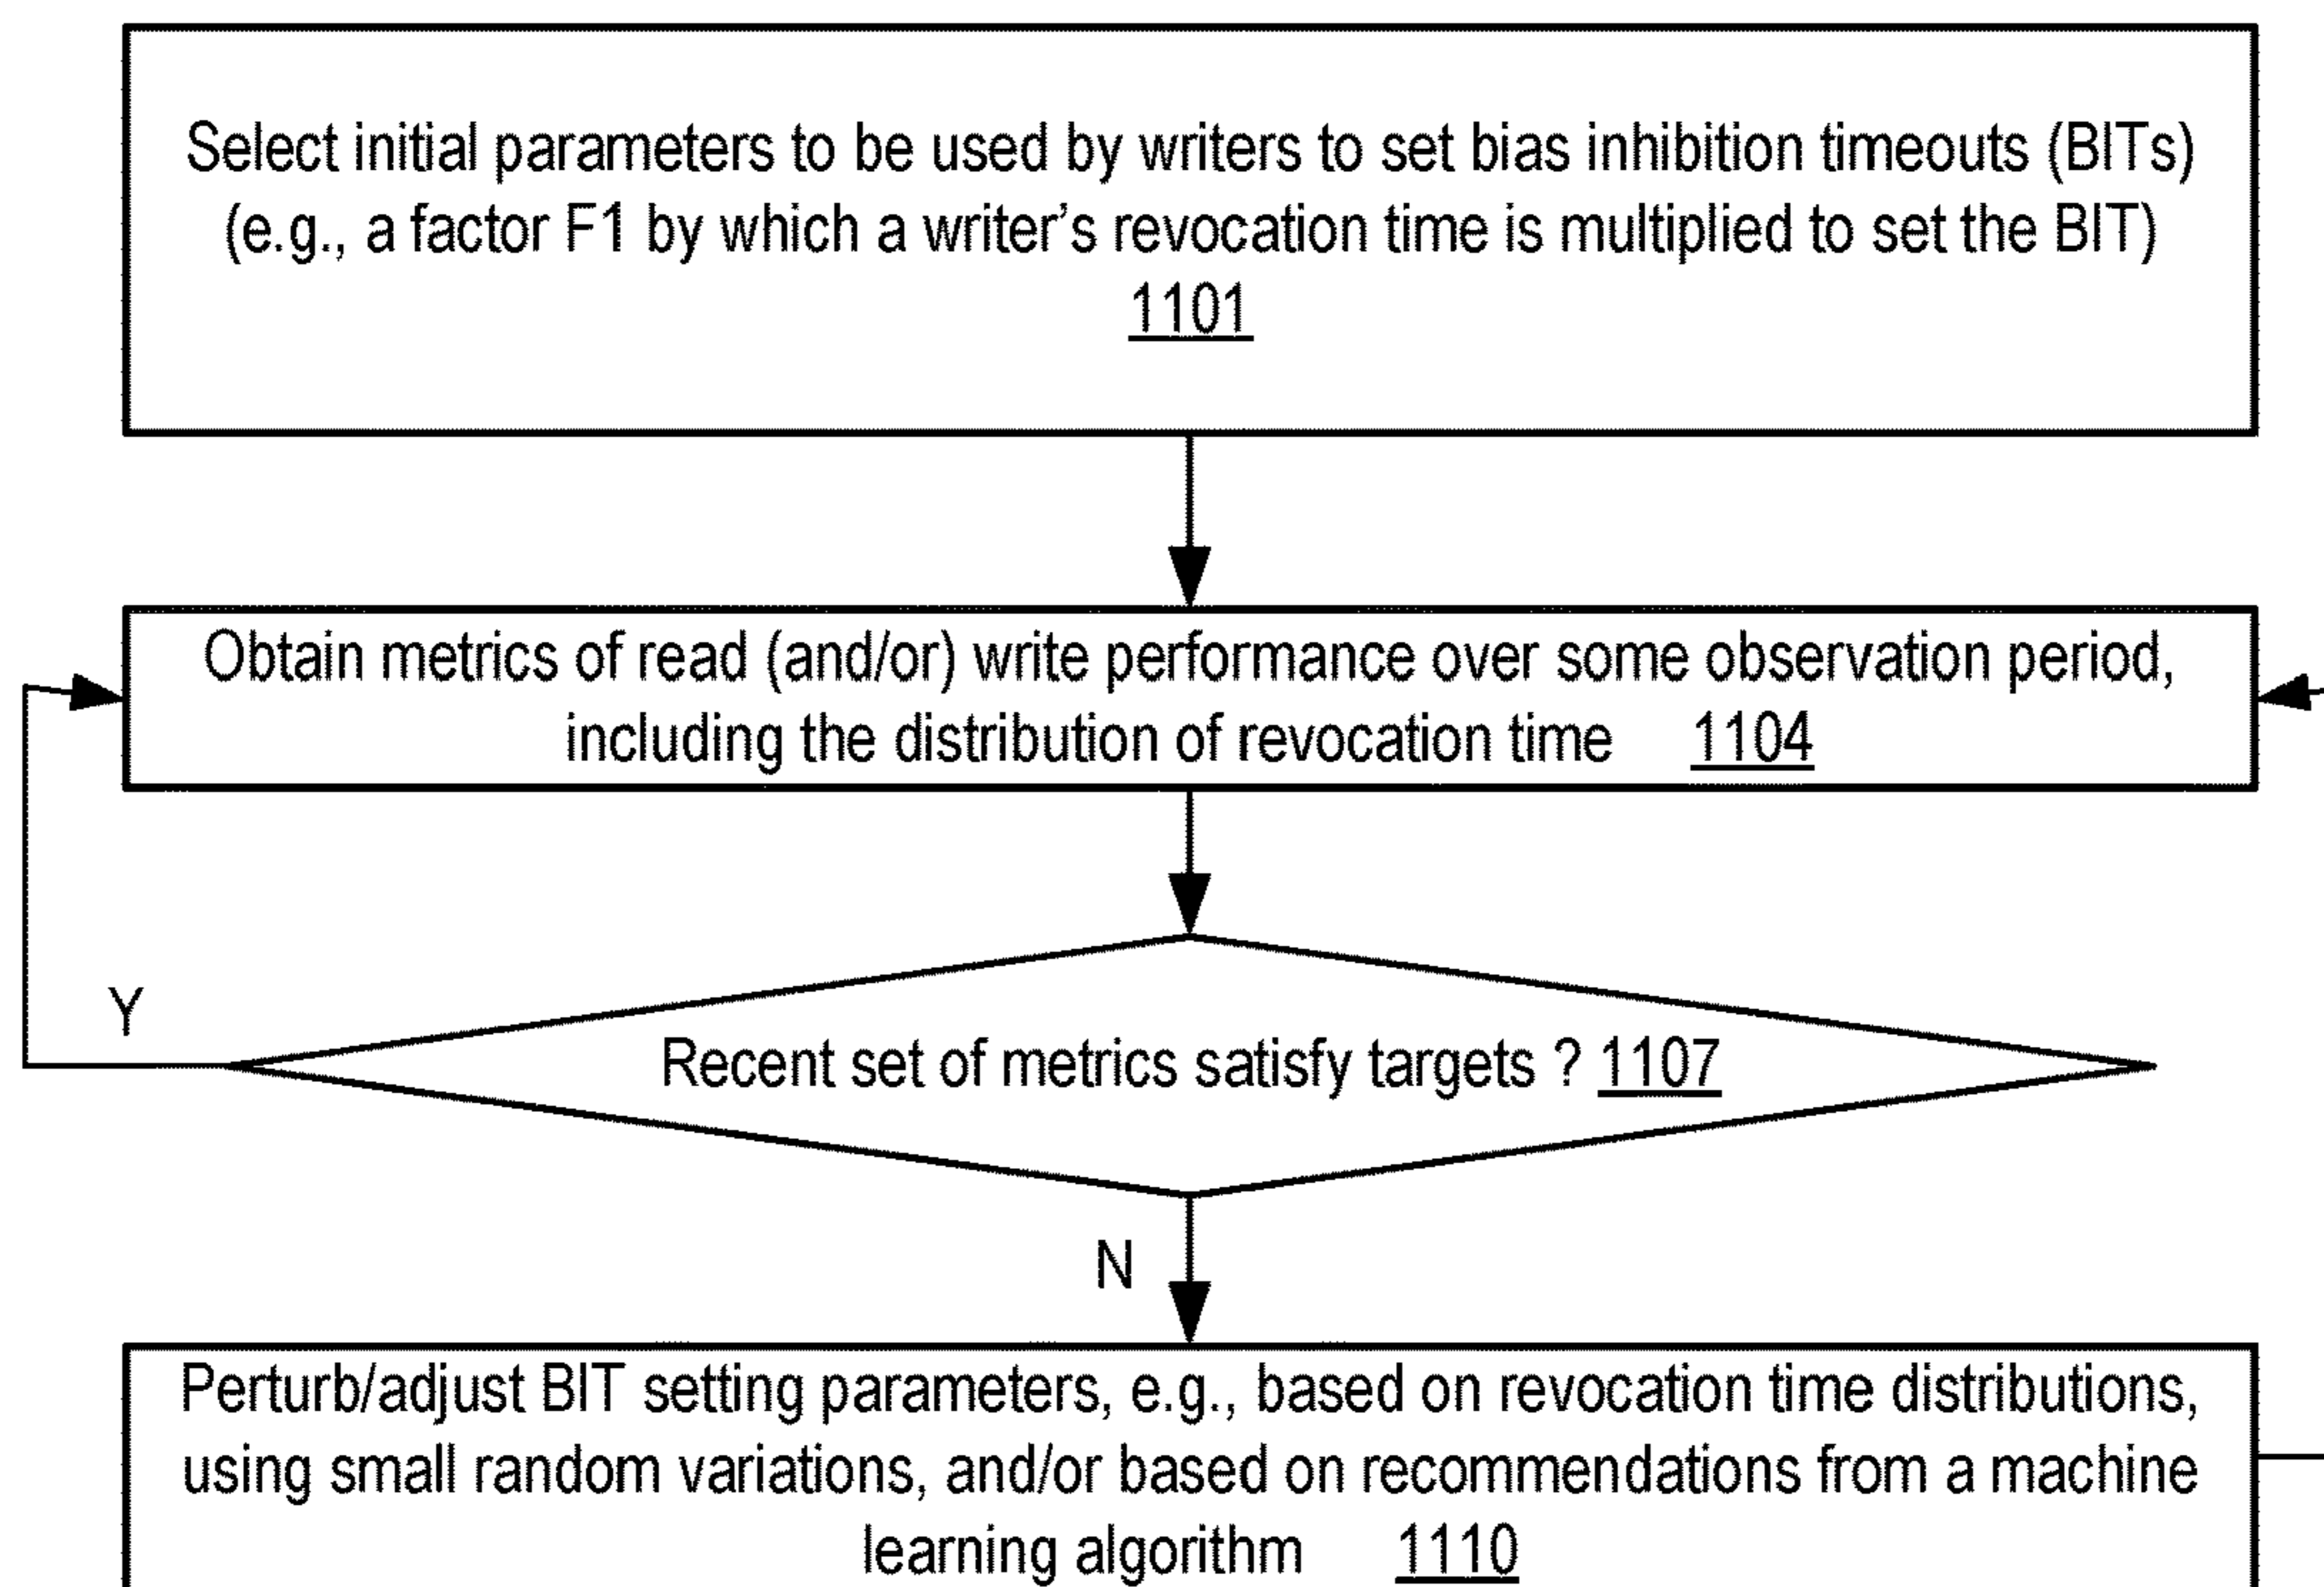 Select initial parameters to be used by writers to set bias inhibition timeouts (BITs)
(e.g., a factor F1 by which a writer's revocation time is multiplied to set the BIT)
1101
Obtain metrics of read (and/or) write performance over some observation period,
including the distribution of revocation time 1104
Y
Recent set of metrics satisfy targets ? 1107
N
Perturb/adjust BIT setting parameters, e.g., based on revocation time distributions,
using small random variations, and/or based on recommendations from a machine
learning algorithm 1110